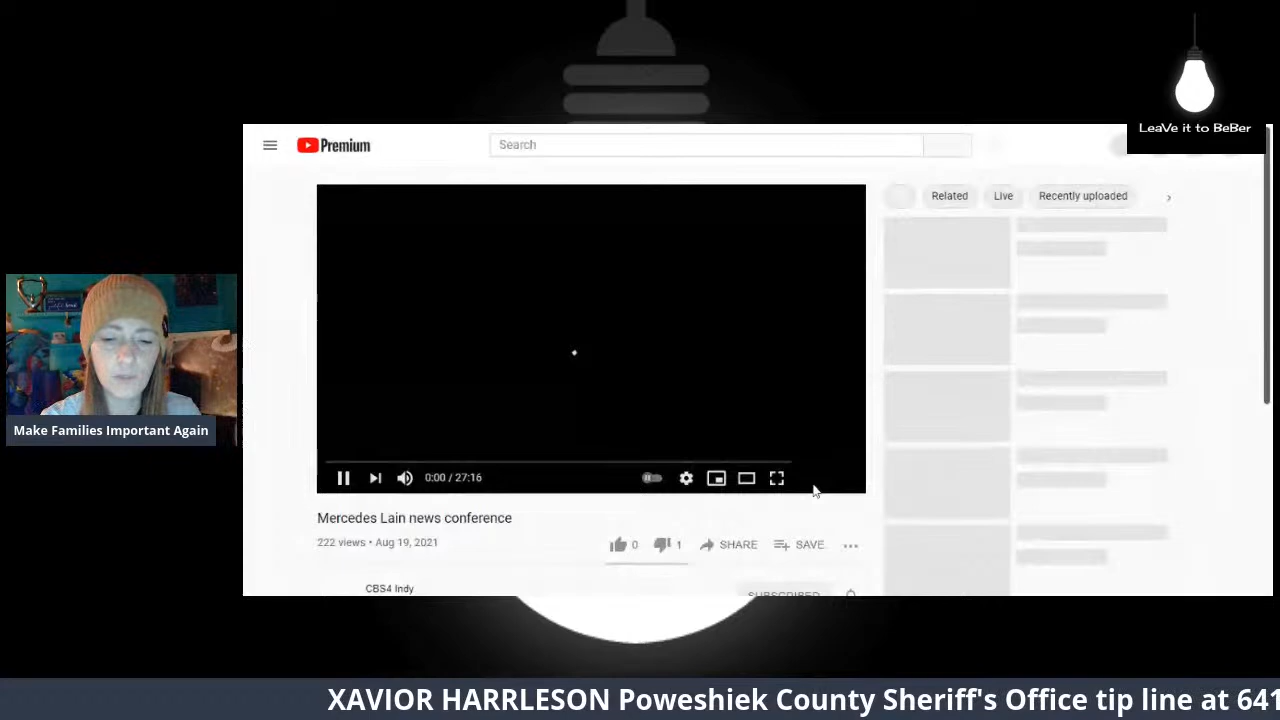 LeaVe it to BeBer
Premium
Search
Related
Live
Recently uploaded
0:00 / 27:16
Mercedes Lain news conference
222 views • Aug 19, 2021
0
1
SHARE
SAVE
CBS4 Indy
SUBSCRIBED
Make Families Important Again
XAVIOR HARRLESON Poweshiek County Sheriff's Office tip line at 641